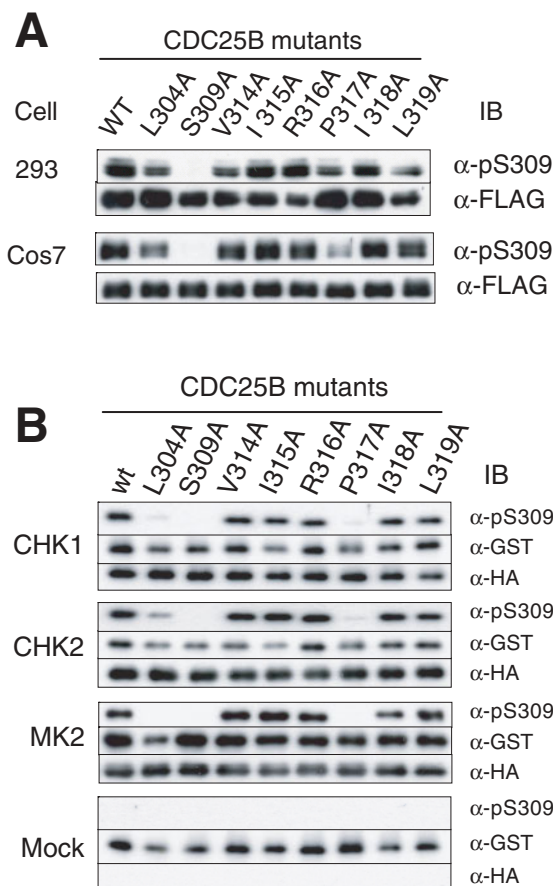 A
CDC25B mutants
Cell WT L304A S309A V314A I315A R316A P317A I318A L319A IB
293 α-pS309
α-FLAG
Cos7 α-pS309
α-FLAG
CDC25B mutants
B
wt L304A S309A V314A I315A R316A P317A I318A L319A IB
CHK1 α-pS309
α-GST
α-HA
CHK2 α-pS309
α-GST
α-HA
MK2 α-pS309
α-GST
α-HA
Mock α-pS309
α-GST
α-HA